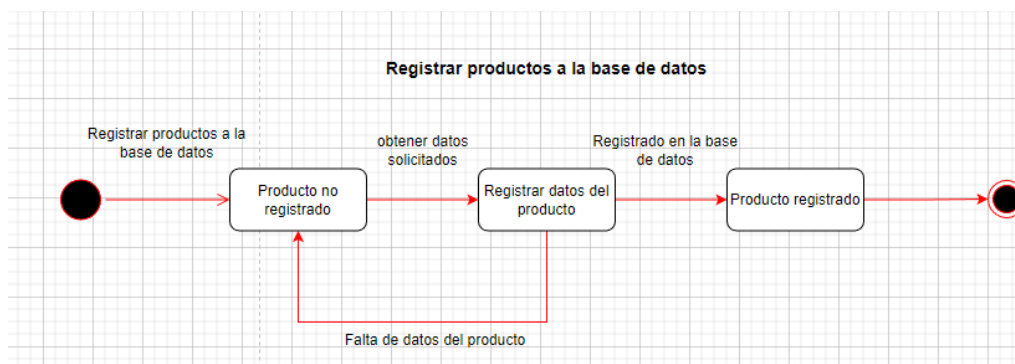 Registrar productos a la base de datos
Registrar productos a la
base de datos
obtener datos
solicitados
Registrado en la base
de datos
Producto no
registrado
Registrar datos del
producto
Producto registrado
Falta de datos del producto